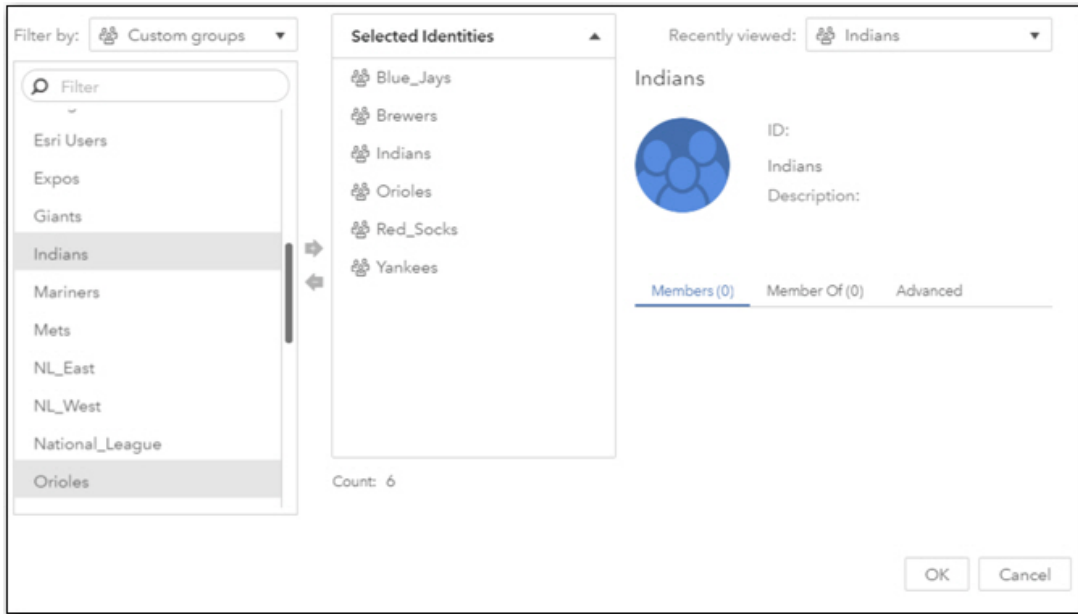 Filter by: Custom groups
Filter
Esri Users
Expos
Giants
Indians
Mariners
Mets
NL_East
NL_West
National_League
Orioles
Selected Identities
Blue_Jays
Brewers
Indians
Orioles
Red_Socks
Yankees
Count: 6
Recently viewed: Indians
Indians
ID:
Indians
Description:
Members (0) Member Of (0) Advanced
OK Cancel